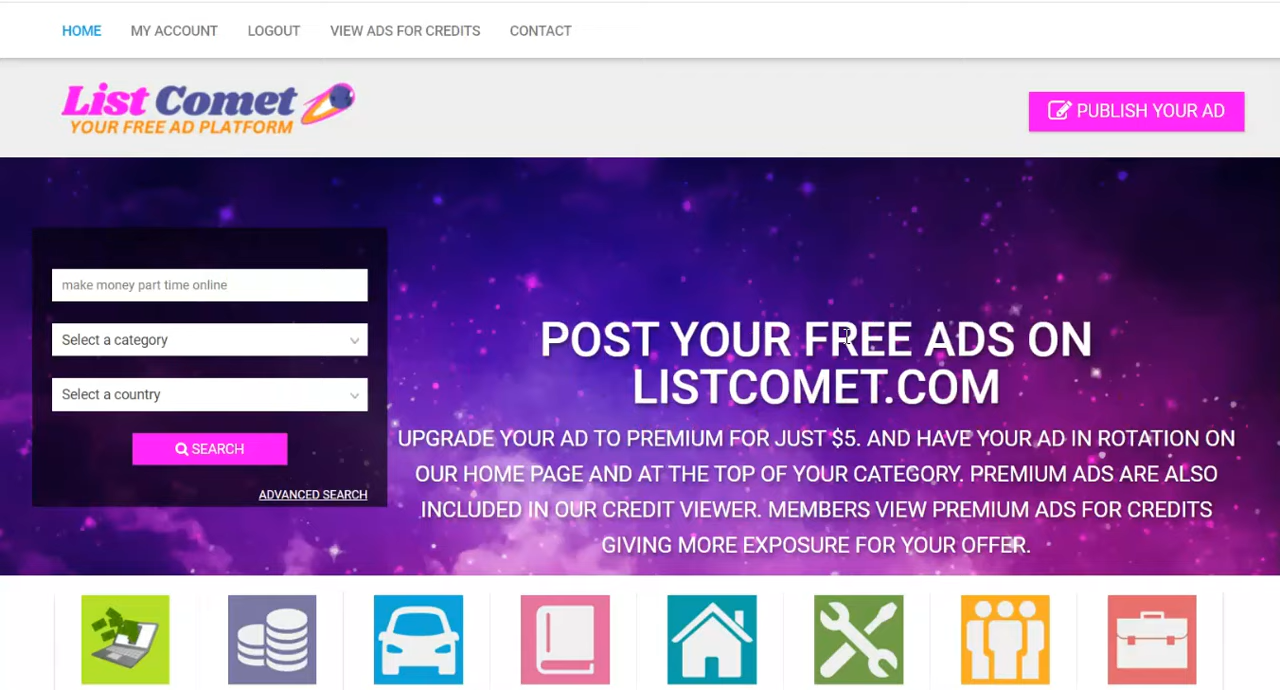 HOME MY ACCOUNT LOGOUT VIEW ADS FOR CREDITS CONTACT
List Comet
YOUR FREE AD PLATFORM
PUBLISH YOUR AD
make money part time online
Select a category
Select a country
SEARCH
ADVANCED SEARCH
POST YOUR FREE ADS ON
LISTCOMET.COM
UPGRADE YOUR AD TO PREMIUM FOR JUST $5. AND HAVE YOUR AD IN ROTATION ON
OUR HOME PAGE AND AT THE TOP OF YOUR CATEGORY. PREMIUM ADS ARE ALSO
INCLUDED IN OUR CREDIT VIEWER. MEMBERS VIEW PREMIUM ADS FOR CREDITS
GIVING MORE EXPOSURE FOR YOUR OFFER.